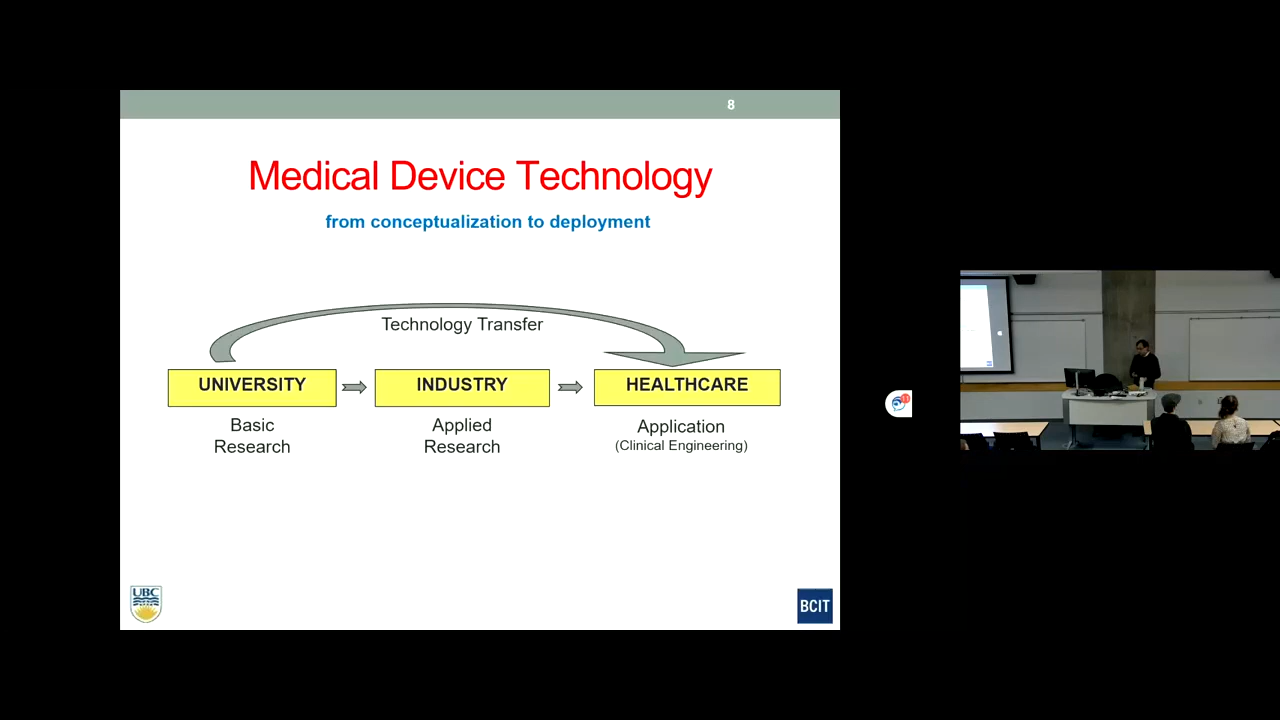 8
Medical Device Technology
from conceptualization to deployment
Technology Transfer
UNIVERSITY
INDUSTRY
HEALTHCARE
Basic
Research
Applied
Research
Application
(Clinical Engineering)
UBC
BCIT